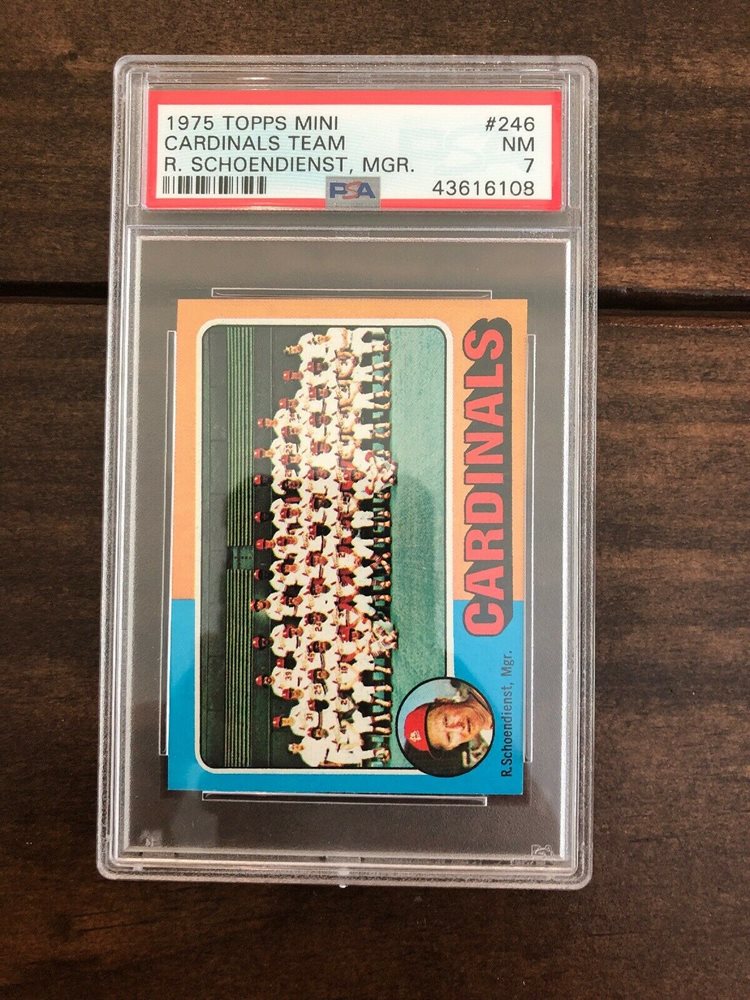 1975 TOPPS MINI #246
CARDINALS TEAM NM
R. SCHOENDIENST, MGR. 7
PSA 43616108
CARDINALS
R.Schoendienst, Mgr.